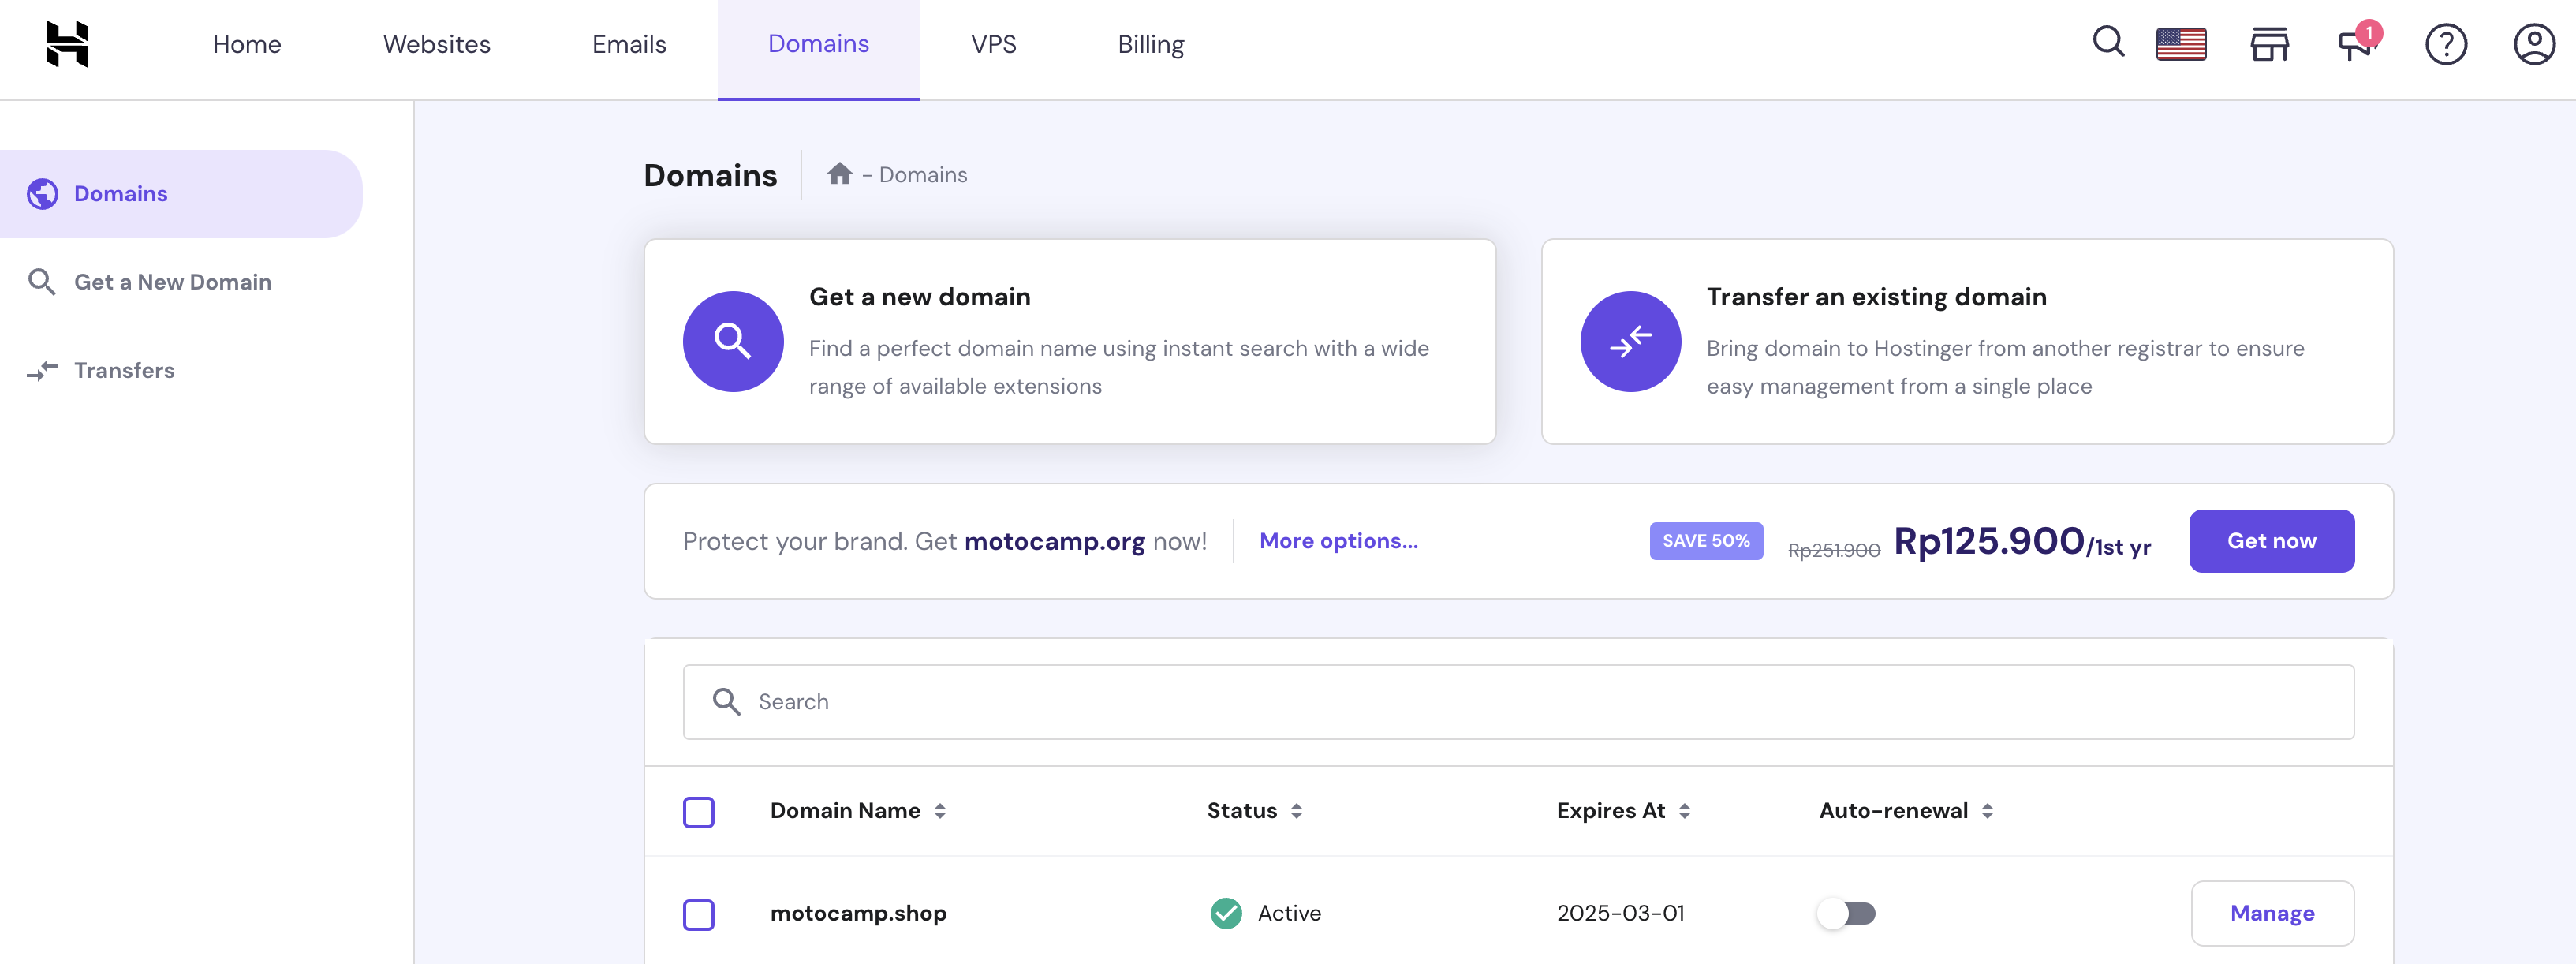 Home Websites Emails Domains VPS Billing 1
Domains
Get a New Domain
Transfers
Domains - Domains
Get a new domain
Find a perfect domain name using instant search with a wide
range of available extensions
Transfer an existing domain
Bring domain to Hostinger from another registrar to ensure
easy management from a single place
Protect your brand. Get motocamp.org now! More options... SAVE 50% Rp251.900 Rp125.900/1st yr Get now
Search
Domain Name Status Expires At Auto-renewal
motocamp.shop Active 2025-03-01 Manage